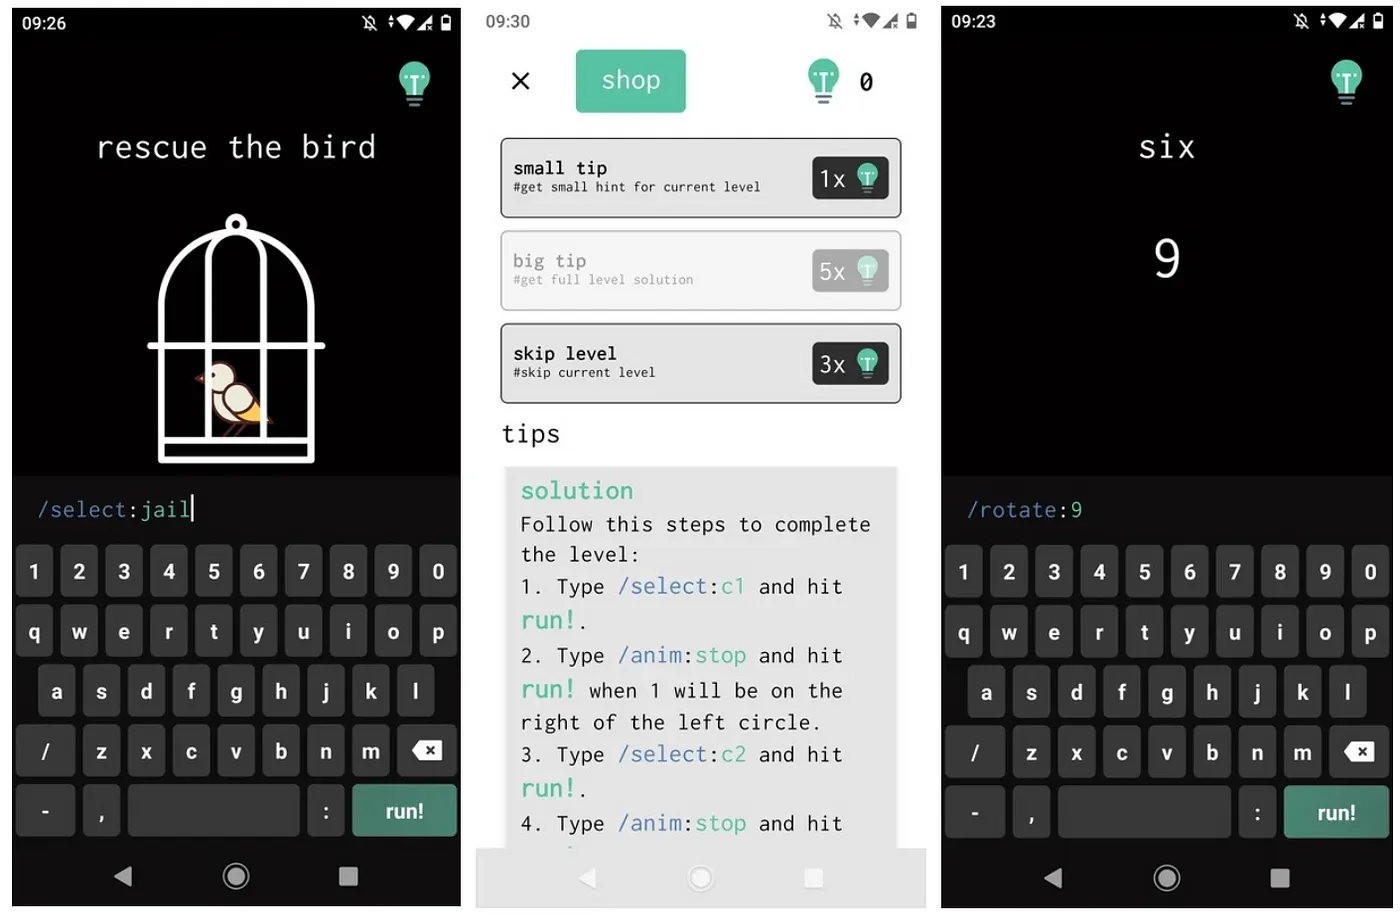 09:26
rescue the bird
/select:jail
1 2 3 4 5 6 7 8 9 0
q w e r t y u i o p
a s d f g h j k l
/ z x c v b n m
- , : run!
09:30
shop
T 0
small tip
#get small hint for current level
1x
big tip
#get full level solution
5x
skip level
#skip current level
3x
tips
solution
Follow this steps to complete
the level:
1. Type /select:c1 and hit
run!.
2. Type /anim:stop and hit
run! when 1 will be on the
right of the left circle.
3. Type /select:c2 and hit
run!.
4. Type /anim:stop and hit
09:23
six
9
/rotate:9
1 2 3 4 5 6 7 8 9 0
q w e r t y u i o p
a s d f g h j k l
/ z x c v b n m
- , : run!